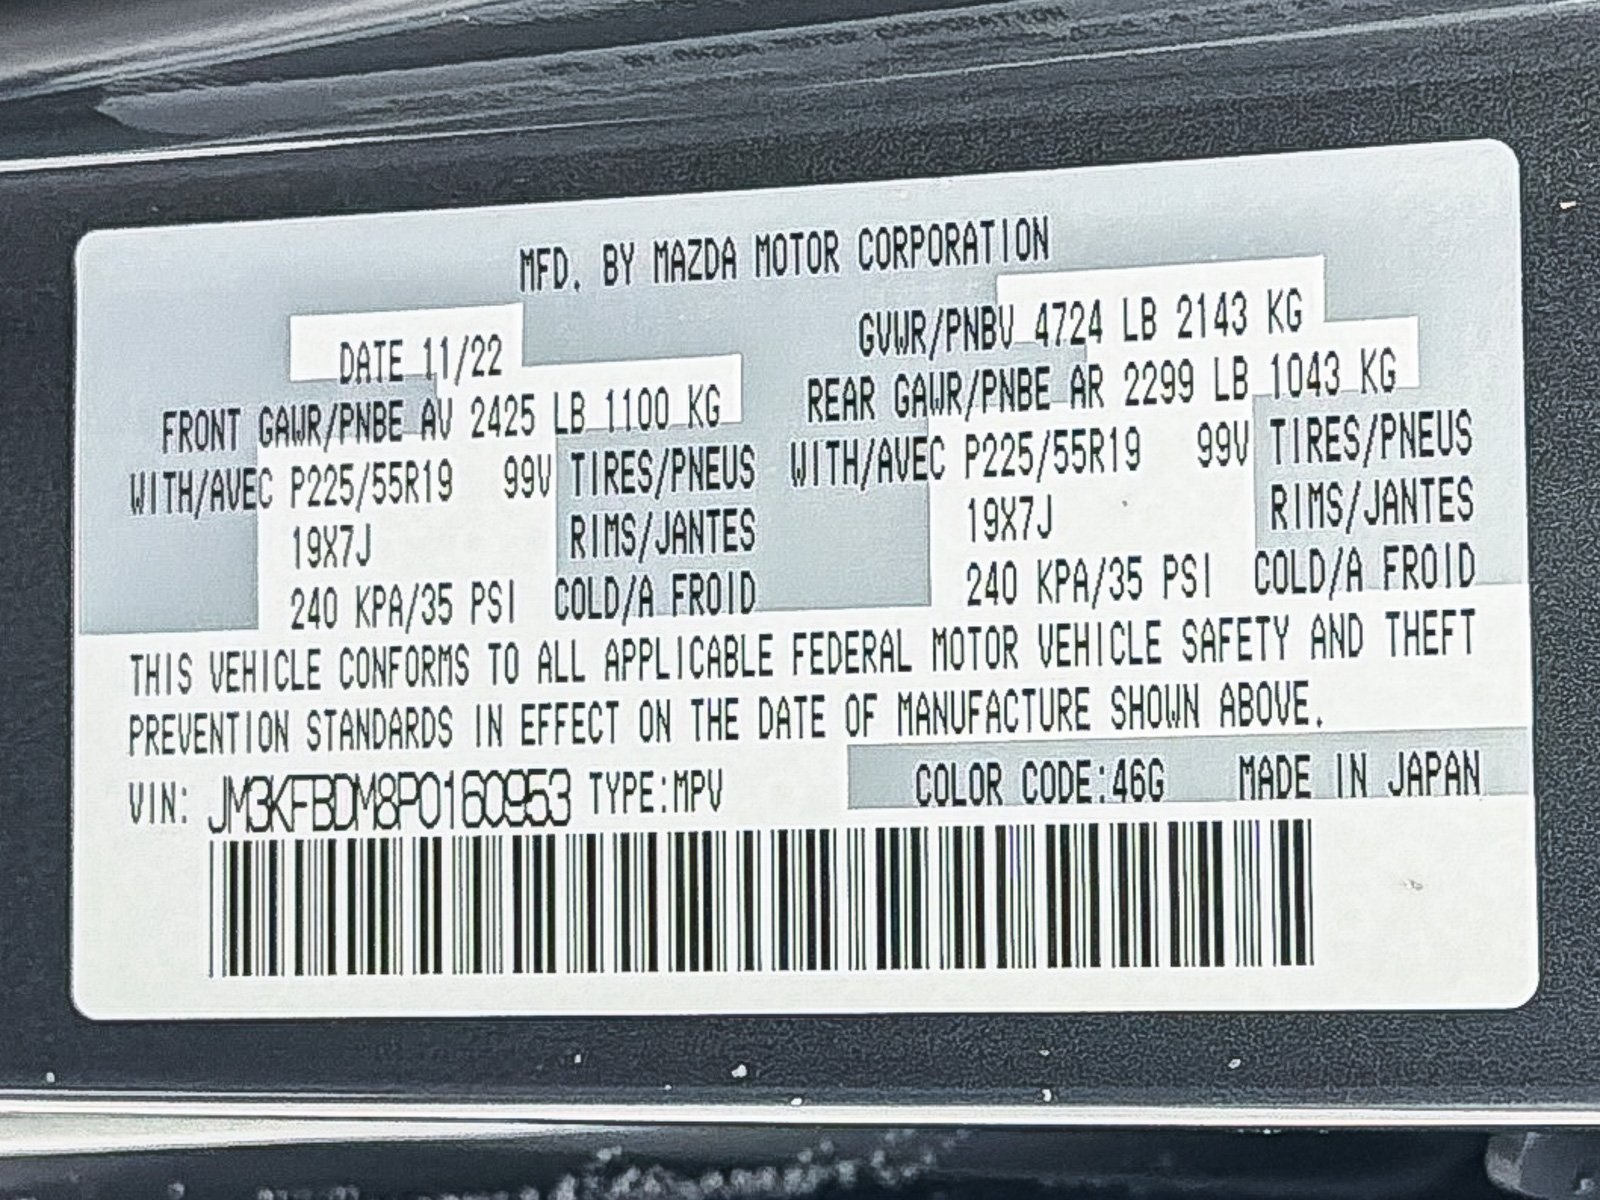 MFD. BY MAZDA MOTOR CORPORATION
DATE 11/22
GVWR/PNBV 4724 LB 2143 KG
FRONT GAWR/PNBE AV 2425 LB 1100 KG
REAR GAWR/PNBE AR 2299 LB 1043 KG
WITH/AVEC P225/55R19 99V TIRES/PNEUS
WITH/AVEC P225/55R19 99V TIRES/PNEUS
19X7J RIMS/JANTES
19X7J RIMS/JANTES
240 KPA/35 PSI COLD/A FROID
240 KPA/35 PSI COLD/A FROID
THIS VEHICLE CONFORMS TO ALL APPLICABLE FEDERAL MOTOR VEHICLE SAFETY AND THEFT
PREVENTION STANDARDS IN EFFECT ON THE DATE OF MANUFACTURE SHOWN ABOVE.
VIN: JM3KFBDM8P0160953 TYPE:MPV COLOR CODE:46G MADE IN JAPAN